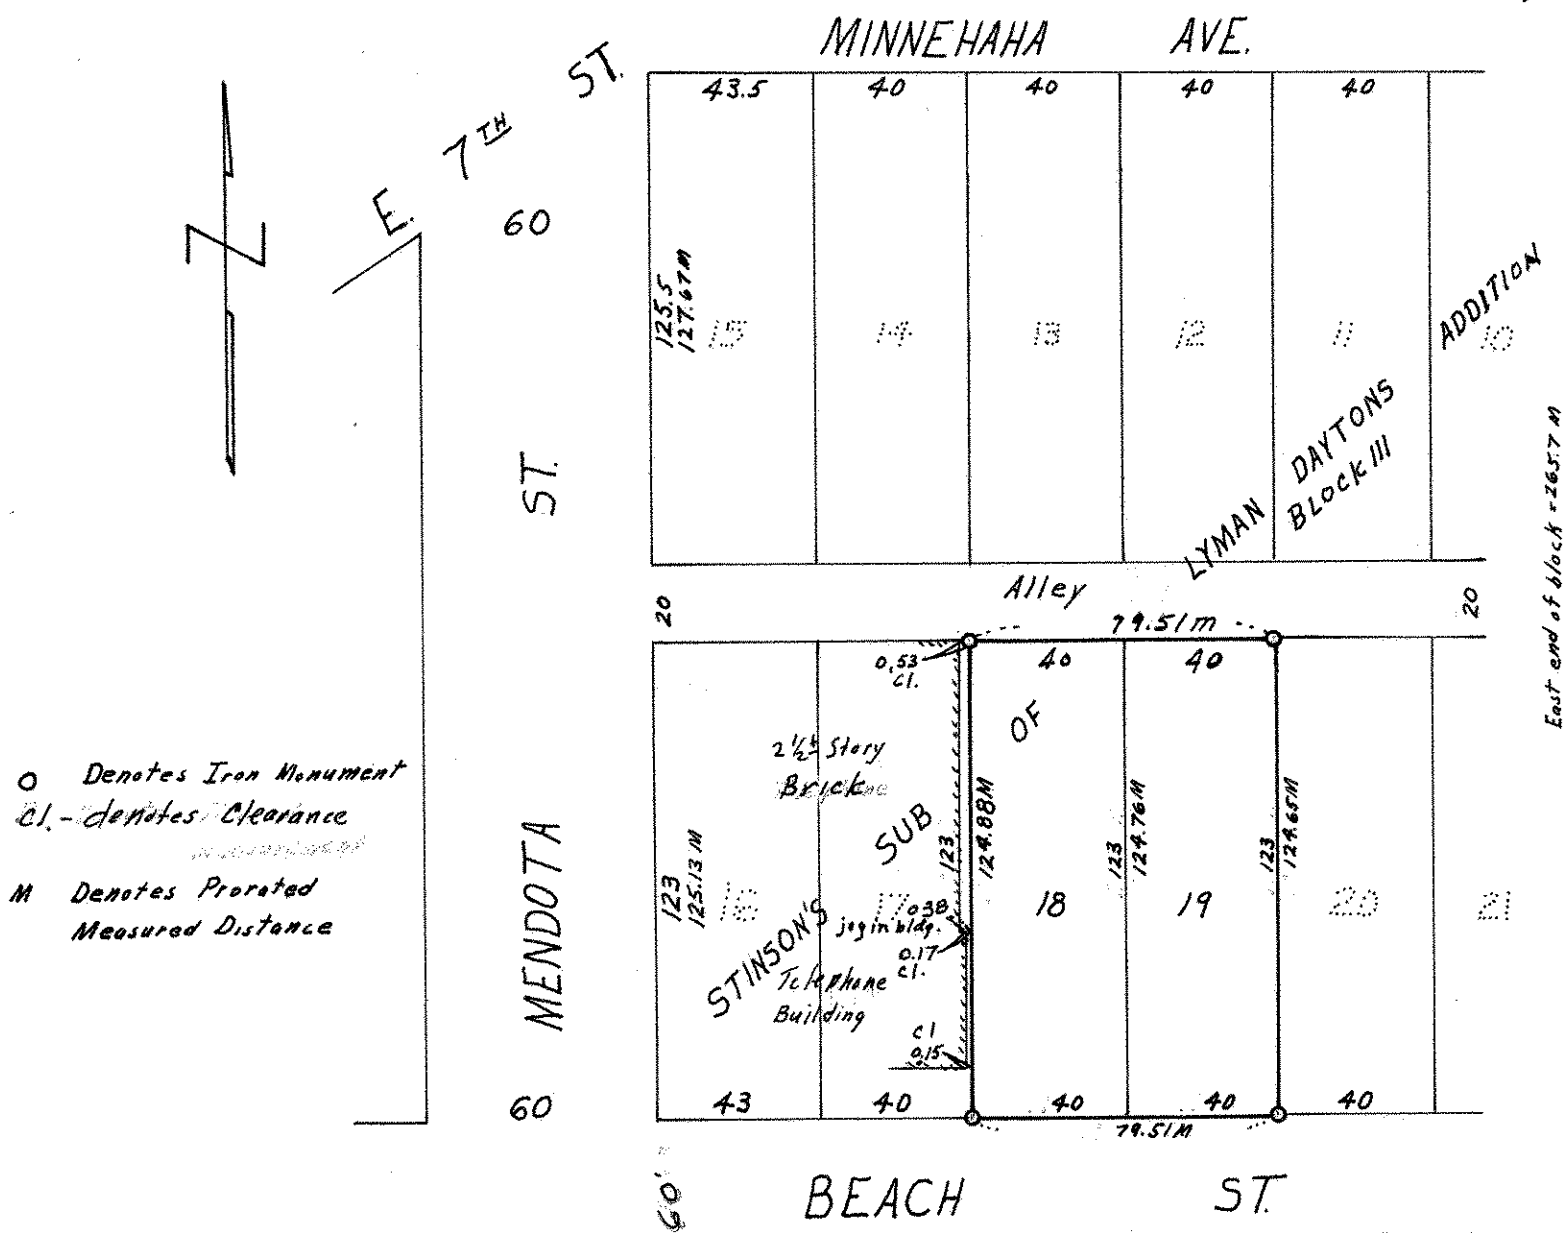 MINNEHAHA AVE.
E. 7TH ST.
43.5 40 40 40 40
60
125.5
127.67M
15 14 13 12 11 10
LYMAN DAYTONS ADDITION
BLOCK 111
East end of block = 265.7 M
MENDOTA ST.
20 Alley 20
79.51M
0.53
Cl.
40 40
OF
2 1/2± Story
Brick
SUB
O Denotes Iron Monument
Cl. - denotes Clearance
M Denotes Prorated
Measured Distance
123
125.13 M
123
124.88M
123
124.76M
123
124.65M
16 17 18 19 20 21
0.38
jog in bldg.
0.17
cl.
STINSON'S
Telephone
Building
cl
0.15
60
43 40 40 40 40
79.51M
60'
BEACH ST.